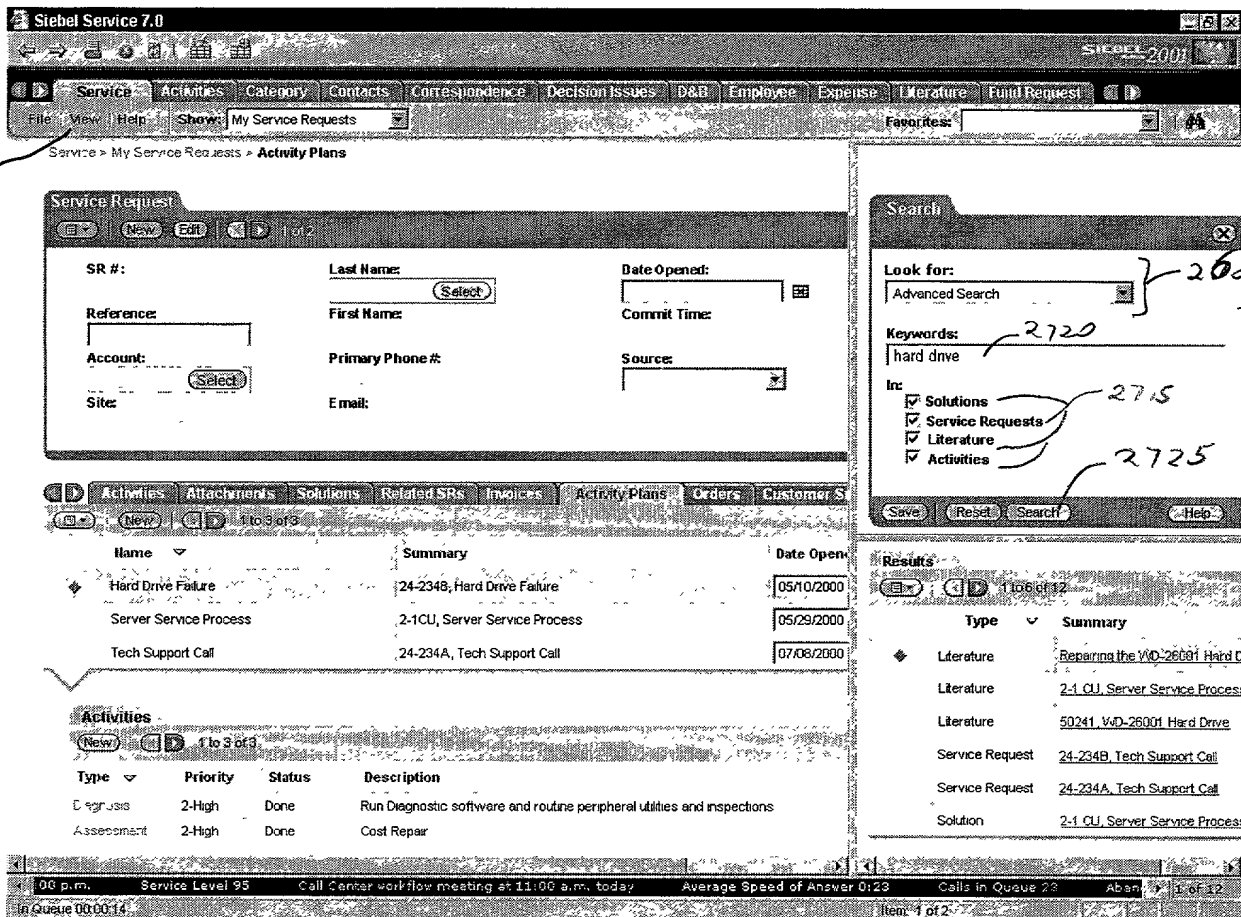 Siebel Service 7.0
SIEBEL 2001
Service Activities Category Contacts Correspondence Decision Issues D&B Employee Expense Literature Fund Request
File View Help Show: My Service Requests Favorites:
Service > My Service Requests > Activity Plans
Service Request
New Edit 1 of 2
SR #: Last Name: Date Opened:
Select
Reference: First Name: Commit Time:
Account: Primary Phone #: Source:
Select
Site: Email:
Activities Attachments Solutions Related SRs Invoices Activity Plans Orders Customer S
New 1 to 3 of 3
Name Summary Date Open
Hard Drive Failure 24-234B, Hard Drive Failure 05/10/2000
Server Service Process 2-1CU, Server Service Process 05/29/2000
Tech Support Call 24-234A, Tech Support Call 07/08/2000
Activities
New 1 to 3 of 3
Type Priority Status Description
Diagnosis 2-High Done Run Diagnostic software and routine peripheral utilities and inspections
Assessment 2-High Done Cost Repair
Search
Look for:
Advanced Search
Keywords: 2720
hard drive
In:
Solutions 2715
Service Requests
Literature
Activities 2725
Save Reset Search Help
Results
1 to 6 of 12
Type Summary
Literature Repairing the WD-26001 Hard D
Literature 2-1 CU, Server Service Process
Literature 50241, WD-26001 Hard Drive
Service Request 24-234B, Tech Support Call
Service Request 24-234A, Tech Support Call
Solution 2-1 CU, Server Service Process
00 p.m. Service Level 95 Call Center workflow meeting at 11:00 a.m. today Average Speed of Answer 0:23 Calls in Queue 23 Aban 1 of 12
In Queue 00:00:14 Item: 1 of 2